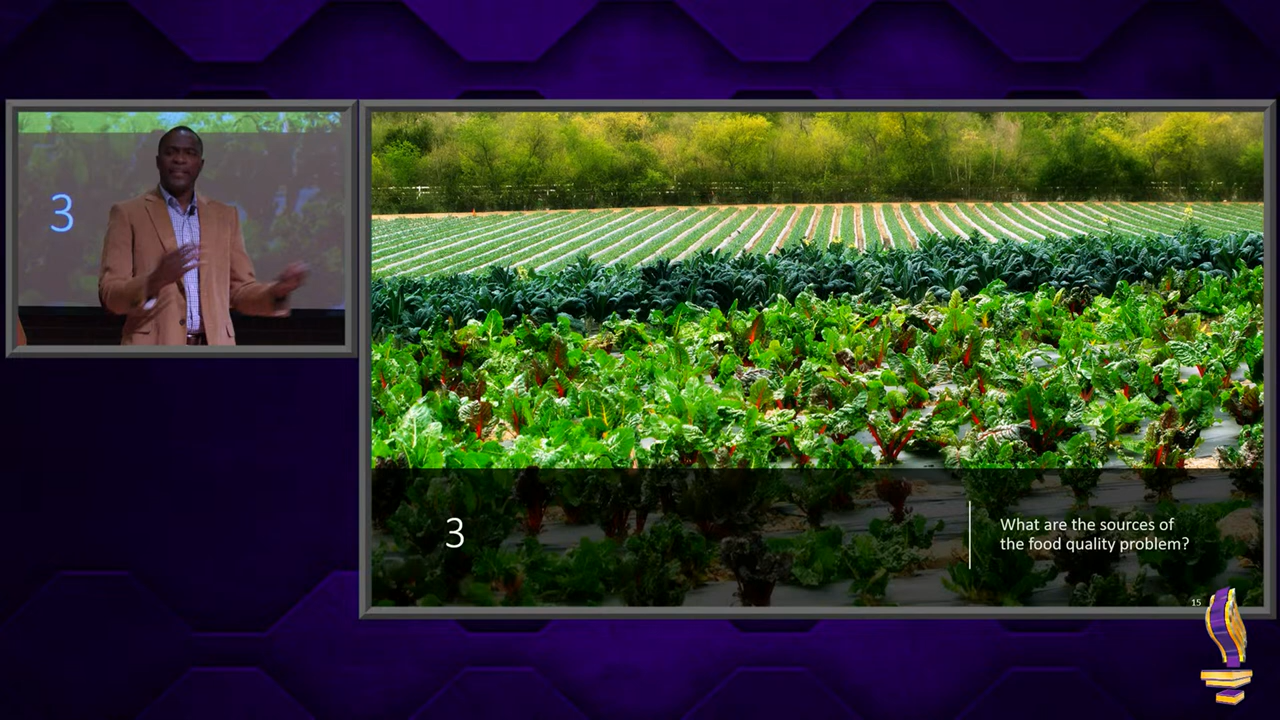 3
3
What are the sources of
the food quality problem?
15